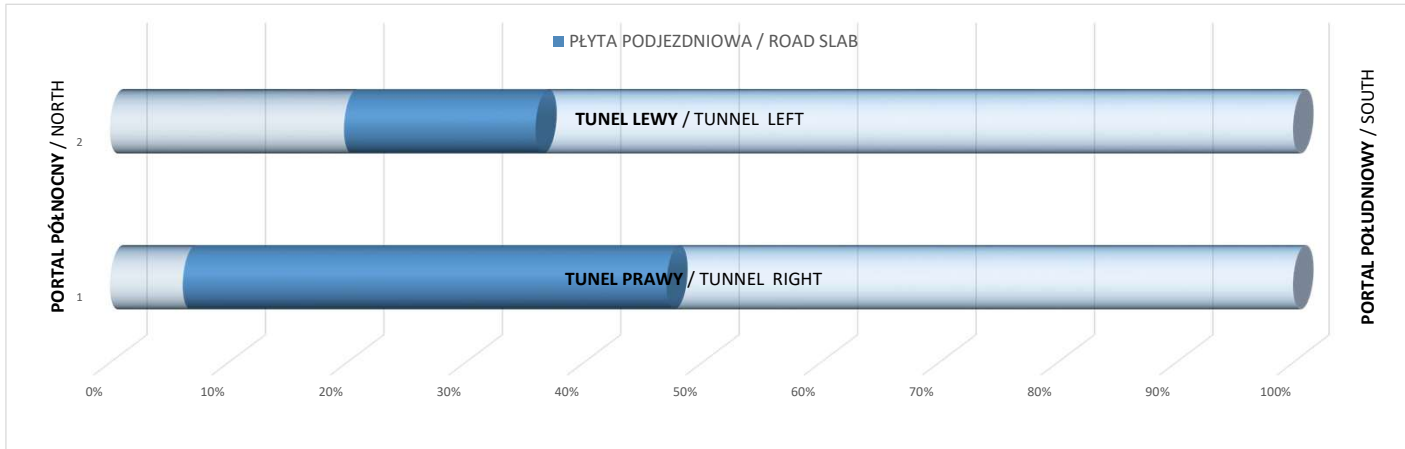 PŁYTA PODJEZDNIOWA / ROAD SLAB
PORTAL PÓŁNOCNY / NORTH
2
TUNEL LEWY / TUNNEL LEFT
PORTAL POŁUDNIOWY / SOUTH
1
TUNEL PRAWY / TUNNEL RIGHT
0% 10% 20% 30% 40% 50% 60% 70% 80% 90% 100%